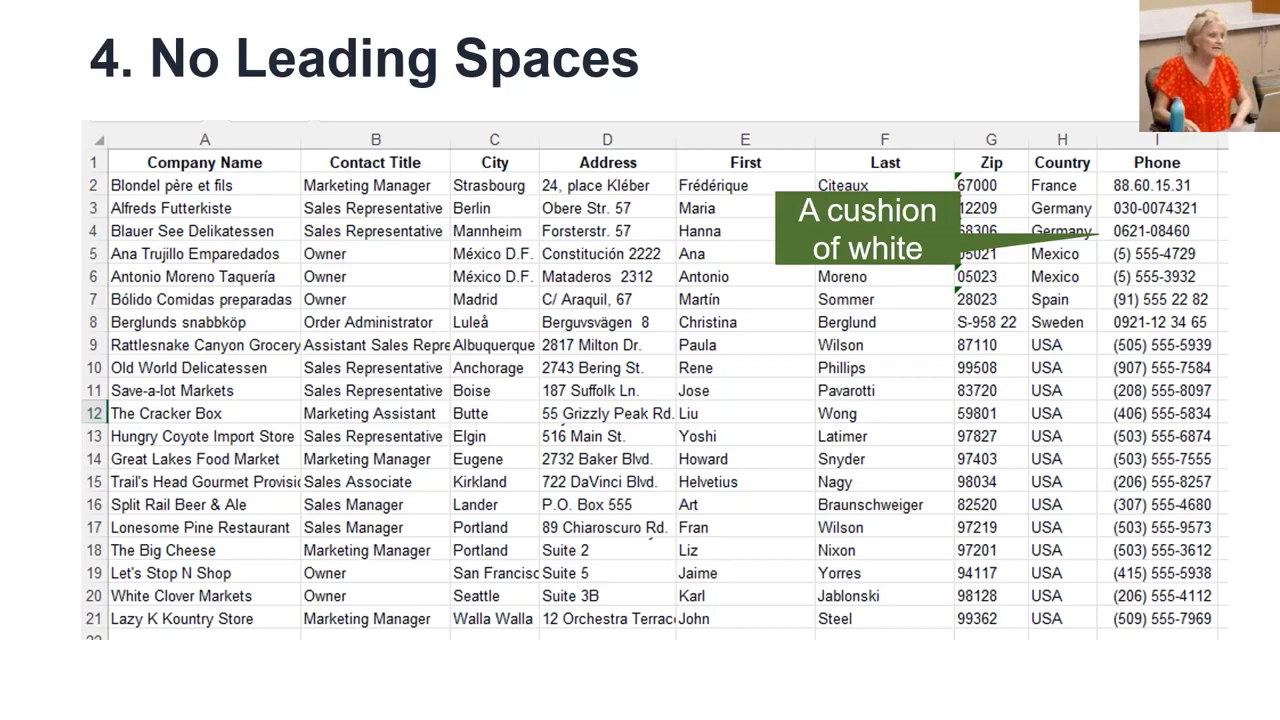 4. No Leading Spaces
A B C D E F G H I
1 Company Name Contact Title City Address First Last Zip Country Phone
2 Blondel père et fils Marketing Manager Strasbourg 24, place Kléber Frédérique Citeaux 67000 France 88.60.15.31
3 Alfreds Futterkiste Sales Representative Berlin Obere Str. 57 Maria 12209 Germany 030-0074321
4 Blauer See Delikatessen Sales Representative Mannheim Forsterstr. 57 Hanna 68306 Germany 0621-08460
A cushion
of white
5 Ana Trujillo Emparedados Owner México D.F. Constitución 2222 Ana 05021 Mexico (5) 555-4729
6 Antonio Moreno Taquería Owner México D.F. Mataderos 2312 Antonio Moreno 05023 Mexico (5) 555-3932
7 Bólido Comidas preparadas Owner Madrid C/ Araquil, 67 Martín Sommer 28023 Spain (91) 555 22 82
8 Berglunds snabbköp Order Administrator Luleå Berguvsvägen 8 Christina Berglund S-958 22 Sweden 0921-12 34 65
9 Rattlesnake Canyon Grocery Assistant Sales Repre Albuquerque 2817 Milton Dr. Paula Wilson 87110 USA (505) 555-5939
10 Old World Delicatessen Sales Representative Anchorage 2743 Bering St. Rene Phillips 99508 USA (907) 555-7584
11 Save-a-lot Markets Sales Representative Boise 187 Suffolk Ln. Jose Pavarotti 83720 USA (208) 555-8097
12 The Cracker Box Marketing Assistant Butte 55 Grizzly Peak Rd. Liu Wong 59801 USA (406) 555-5834
13 Hungry Coyote Import Store Sales Representative Elgin 516 Main St. Yoshi Latimer 97827 USA (503) 555-6874
14 Great Lakes Food Market Marketing Manager Eugene 2732 Baker Blvd. Howard Snyder 97403 USA (503) 555-7555
15 Trail's Head Gourmet Provisic Sales Associate Kirkland 722 DaVinci Blvd. Helvetius Nagy 98034 USA (206) 555-8257
16 Split Rail Beer & Ale Sales Manager Lander P.O. Box 555 Art Braunschweiger 82520 USA (307) 555-4680
17 Lonesome Pine Restaurant Sales Manager Portland 89 Chiaroscuro Rd. Fran Wilson 97219 USA (503) 555-9573
18 The Big Cheese Marketing Manager Portland Suite 2 Liz Nixon 97201 USA (503) 555-3612
19 Let's Stop N Shop Owner San Francisc Suite 5 Jaime Yorres 94117 USA (415) 555-5938
20 White Clover Markets Owner Seattle Suite 3B Karl Jablonski 98128 USA (206) 555-4112
21 Lazy K Kountry Store Marketing Manager Walla Walla 12 Orchestra Terrac John Steel 99362 USA (509) 555-7969